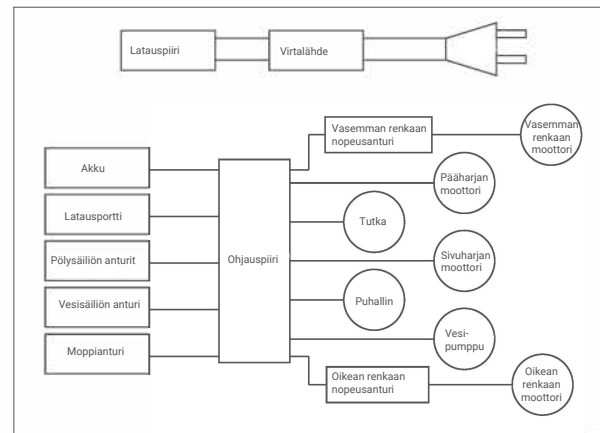 Latauspiiri
Virtalähde
Vasemman renkaan
nopeusanturi
Vasemman
renkaan
moottori
Akku
Pääharjan
moottori
Latausportti
Tutka
Pölysäiliön anturit
Ohjauspiiri
Sivuharjan
moottori
Vesisäiliön anturi
Puhallin
Vesi-
pumppu
Moppianturi
Oikean renkaan
nopeusanturi
Oikean
renkaan
moottori